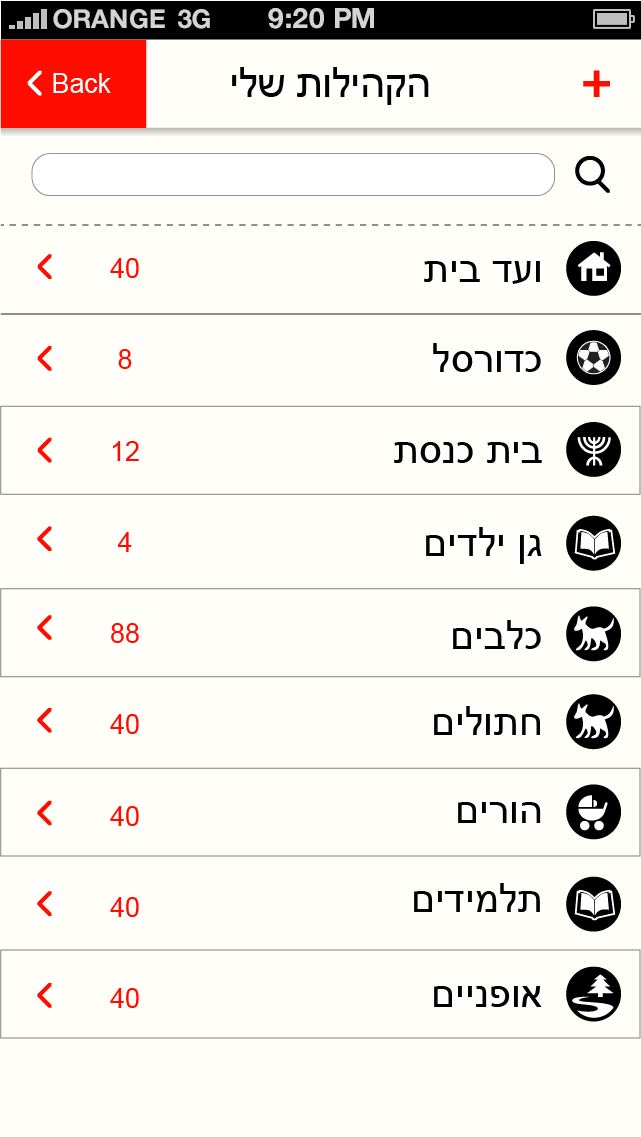 ORANGE 3G 9:20 PM
Back הקהילות שלי +
ועד בית 40
כדורסל 8
בית כנסת 12
גן ילדים 4
כלבים 88
חתולים 40
הורים 40
תלמידים 40
אופניים 40